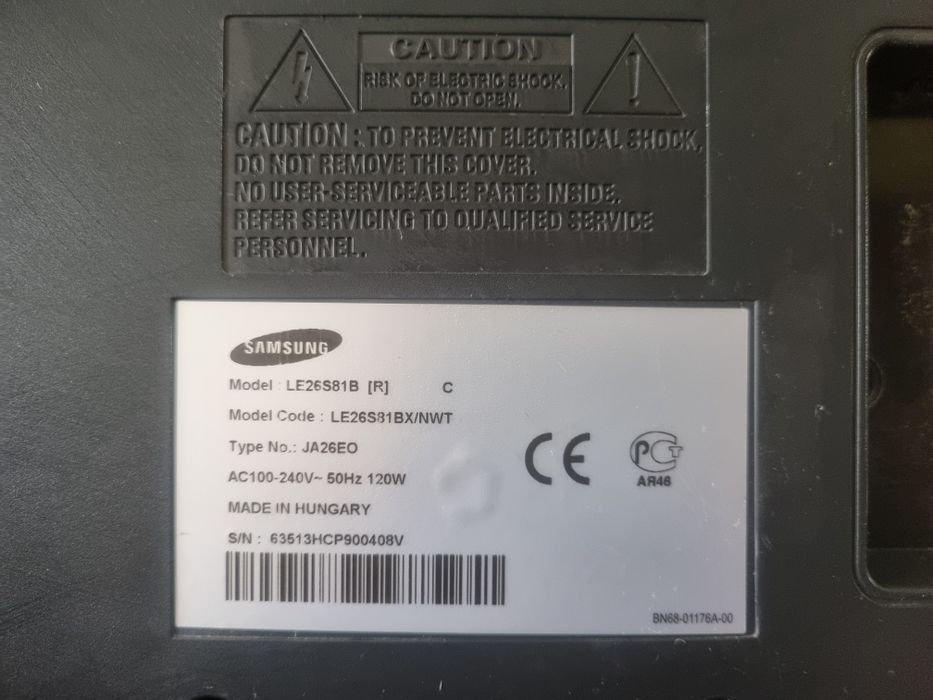 CAUTION
RISK OF ELECTRIC SHOCK.
DO NOT OPEN.
CAUTION : TO PREVENT ELECTRICAL SHOCK,
DO NOT REMOVE THIS COVER.
NO USER-SERVICEABLE PARTS INSIDE.
REFER SERVICING TO QUALIFIED SERVICE
PERSONNEL.
SAMSUNG
Model : LE26S81B [R] C
Model Code : LE26S81BX/NWT
Type No.: JA26EO
AC100-240V~ 50Hz 120W
MADE IN HUNGARY
S/N : 63513HCP900408V
CE
РСТ
АЯ46
BN68-01176A-00